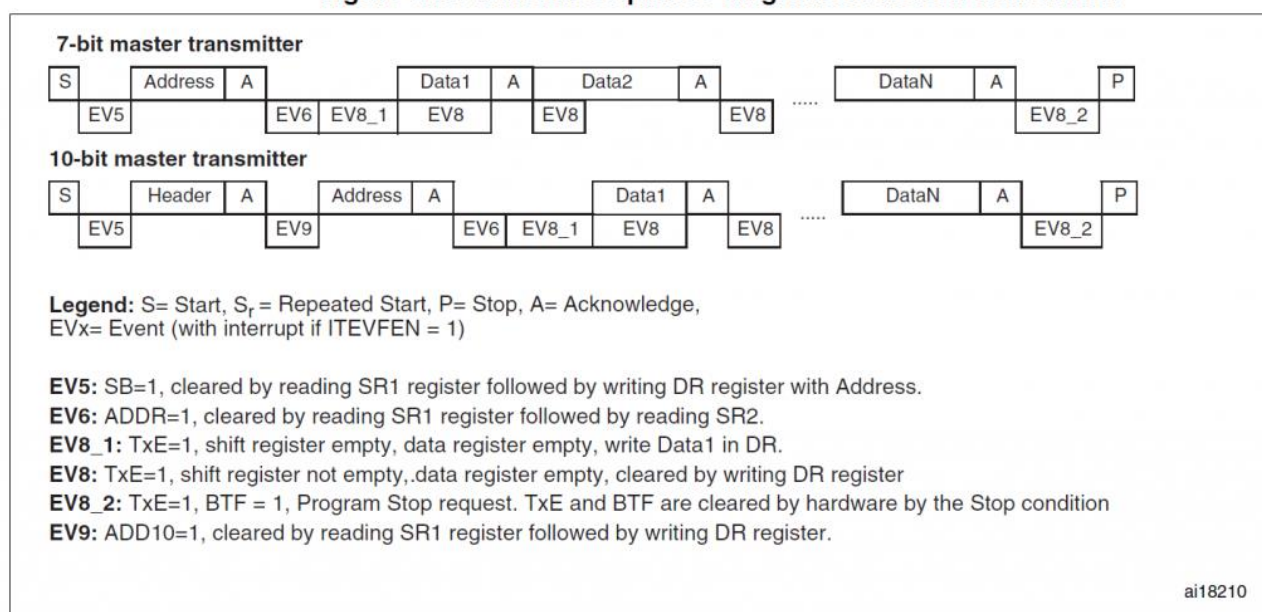 7-bit master transmitter
S Address A Data1 A Data2 A ..... DataN A P
EV5 EV6 EV8_1 EV8 EV8 EV8 EV8_2
10-bit master transmitter
S Header A Address A Data1 A ..... DataN A P
EV5 EV9 EV6 EV8_1 EV8 EV8 EV8_2
Legend: S= Start, Sr = Repeated Start, P= Stop, A= Acknowledge,
EVx= Event (with interrupt if ITEVFEN = 1)
EV5: SB=1, cleared by reading SR1 register followed by writing DR register with Address.
EV6: ADDR=1, cleared by reading SR1 register followed by reading SR2.
EV8_1: TxE=1, shift register empty, data register empty, write Data1 in DR.
EV8: TxE=1, shift register not empty,.data register empty, cleared by writing DR register
EV8_2: TxE=1, BTF = 1, Program Stop request. TxE and BTF are cleared by hardware by the Stop condition
EV9: ADD10=1, cleared by reading SR1 register followed by writing DR register.
ai18210